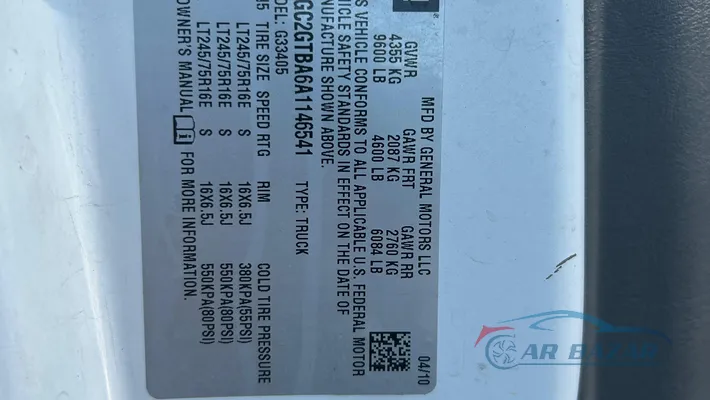 MFD BY GENERAL MOTORS LLC
GVWR GAWR FRT GAWR RR
4355 KG 2087 KG 2760 KG
9600 LB 4600 LB 6084 LB
04/10
S VEHICLE CONFORMS TO ALL APPLICABLE U.S. FEDERAL MOTOR
HICLE SAFETY STANDARDS IN EFFECT ON THE DATE OF
NUFACTURE SHOWN ABOVE.
GC2GTBA6A1146541 TYPE: TRUCK
DEL: G33405
TIRE SIZE SPEED RTG RIM COLD TIRE PRESSURE
LT245/75R16E S 16X6.5J 380KPA(55PSI)
LT245/75R16E S 16X6.5J 550KPA(80PSI)
LT245/75R16E S 16X6.5J 550KPA(80PSI)
OWNER'S MANUAL FOR MORE INFORMATION.